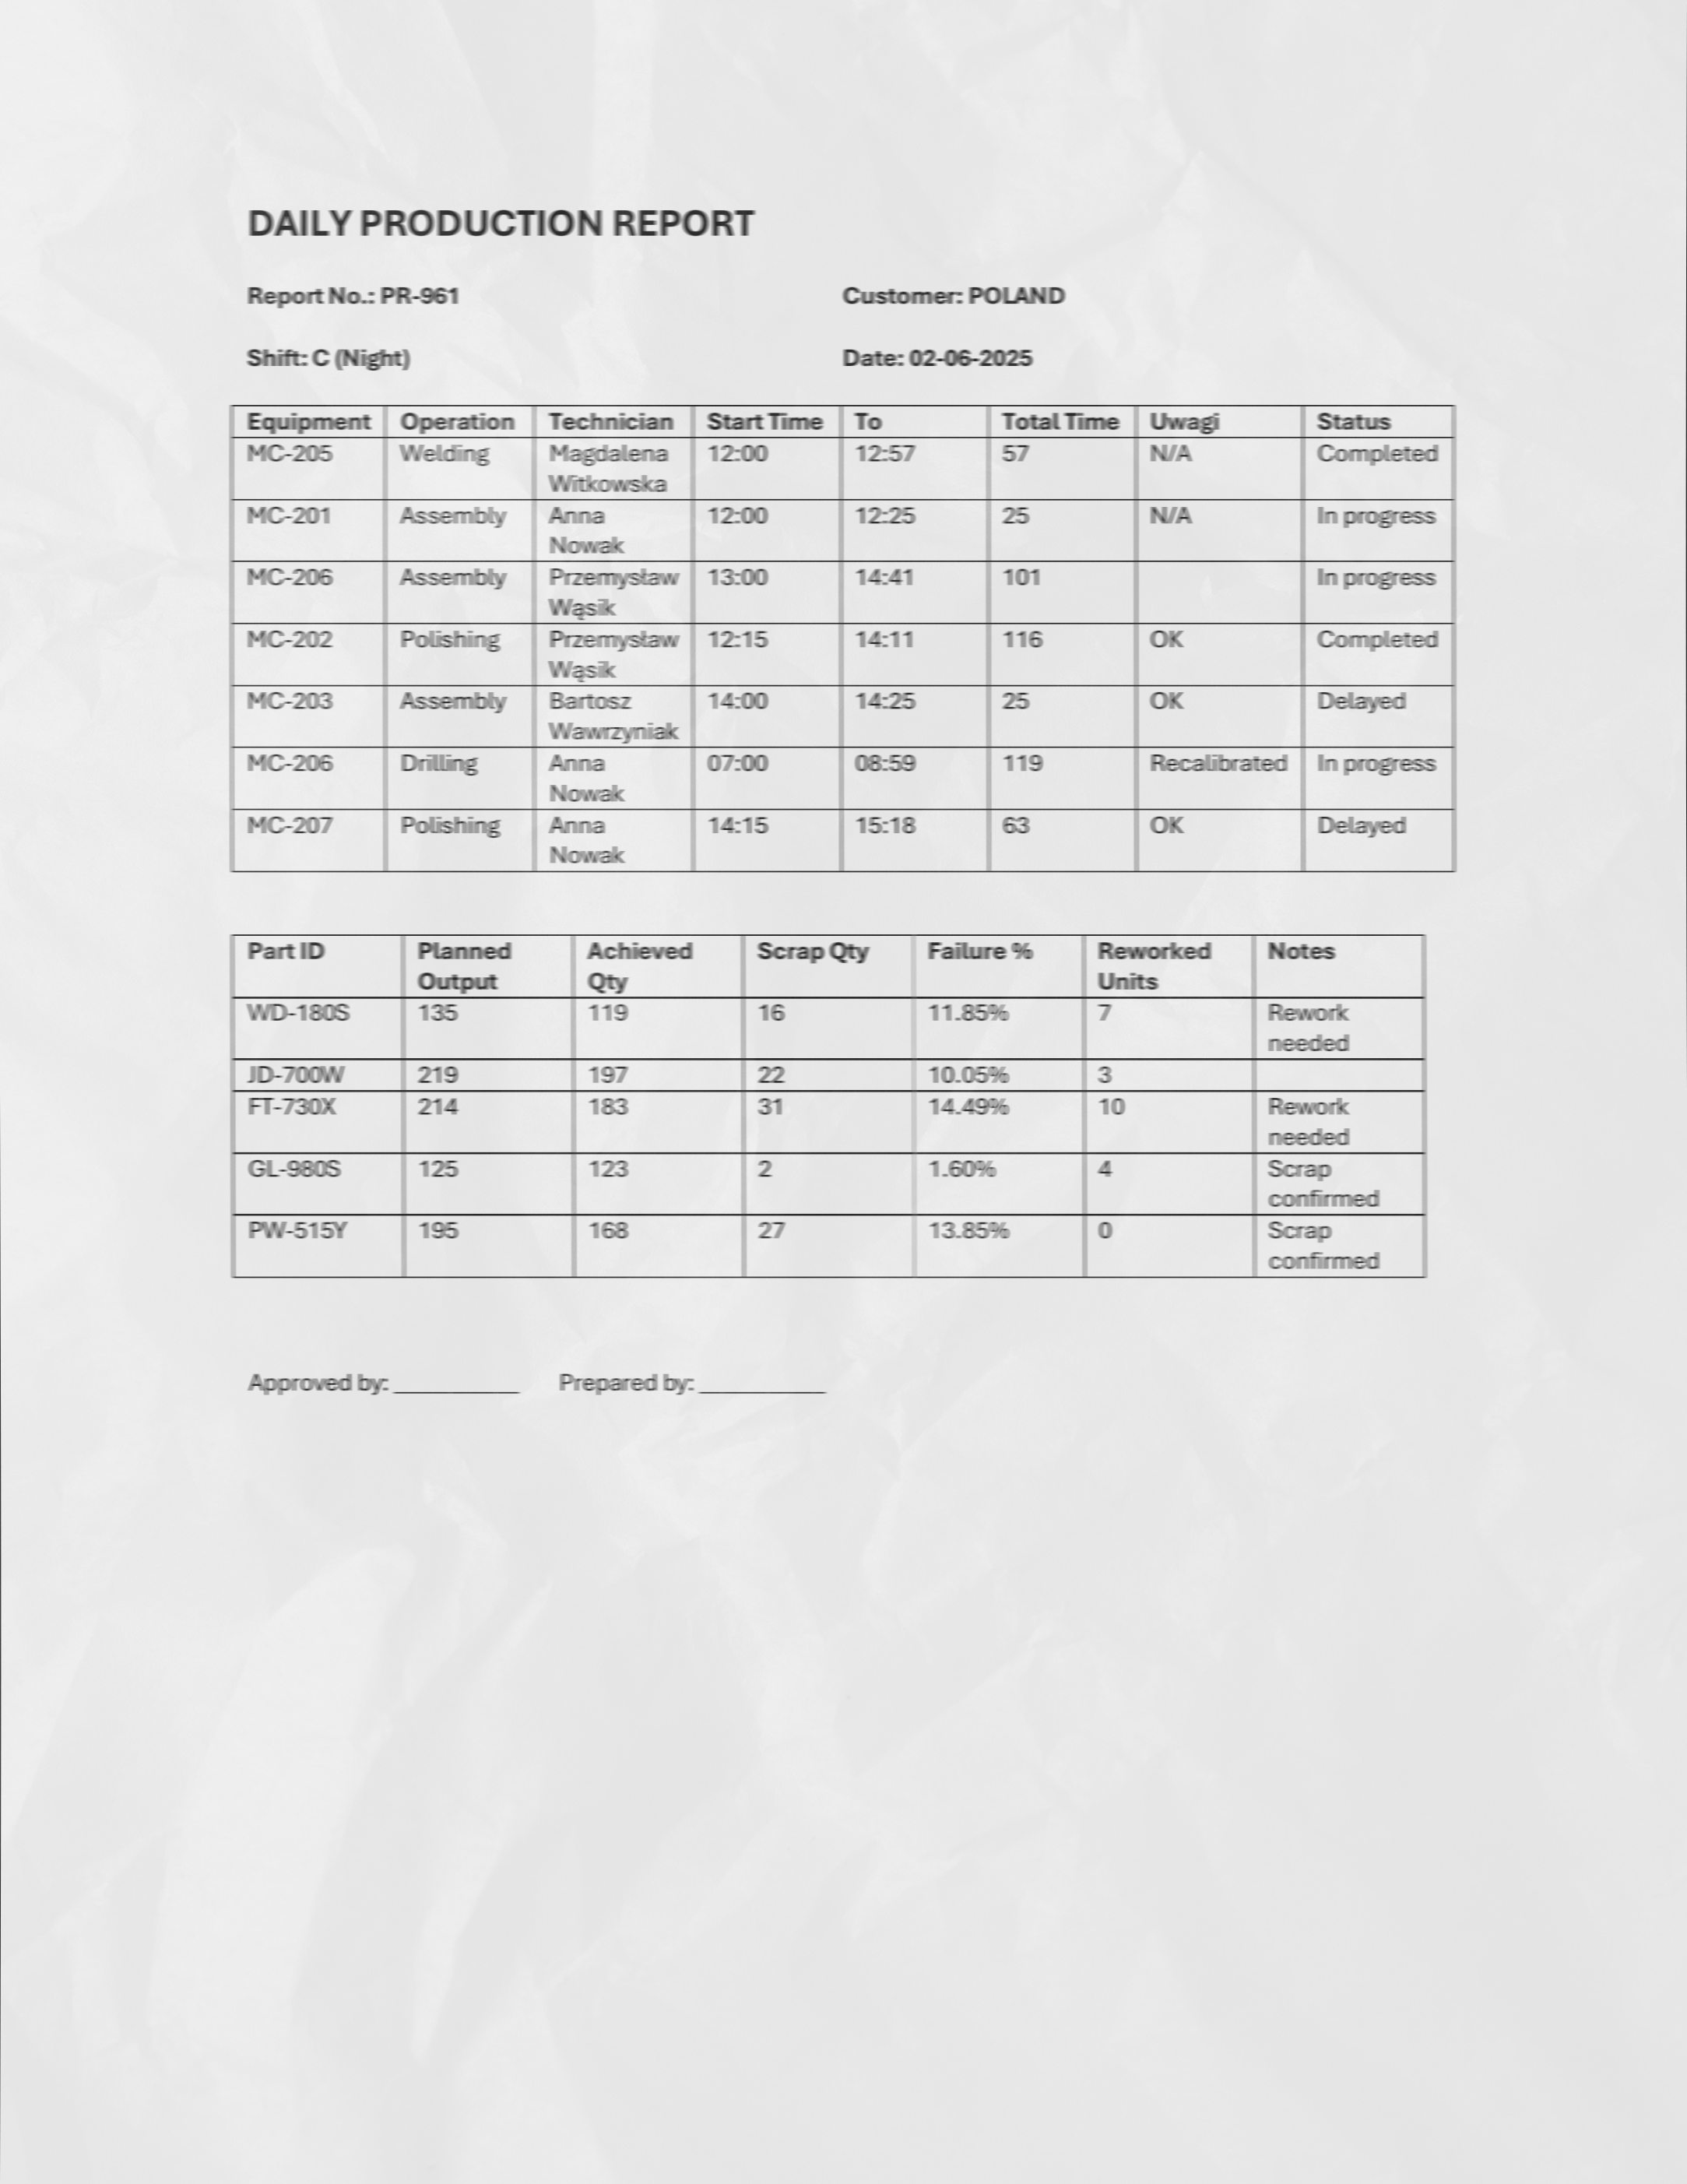 DAILY PRODUCTION REPORT
Report No.: PR-961 Customer: POLAND
Shift: C (Night) Date: 02-06-2025
Equipment Operation Technician Start Time To Total Time Uwagi Status
MC-205 Welding Magdalena Witkowska 12:00 12:57 57 N/A Completed
MC-201 Assembly Anna Nowak 12:00 12:25 25 N/A In progress
MC-206 Assembly Przemysław Wąsik 13:00 14:41 101 In progress
MC-202 Polishing Przemysław Wąsik 12:15 14:11 116 OK Completed
MC-203 Assembly Bartosz Wawrzyniak 14:00 14:25 25 OK Delayed
MC-206 Drilling Anna Nowak 07:00 08:59 119 Recalibrated In progress
MC-207 Polishing Anna Nowak 14:15 15:18 63 OK Delayed
Part ID Planned Output Achieved Qty Scrap Qty Failure % Reworked Units Notes
WD-180S 135 119 16 11.85% 7 Rework needed
JD-700W 219 197 22 10.05% 3
FT-730X 214 183 31 14.49% 10 Rework needed
GL-980S 125 123 2 1.60% 4 Scrap confirmed
PW-515Y 195 168 27 13.85% 0 Scrap confirmed
Approved by: ___________ Prepared by: ___________